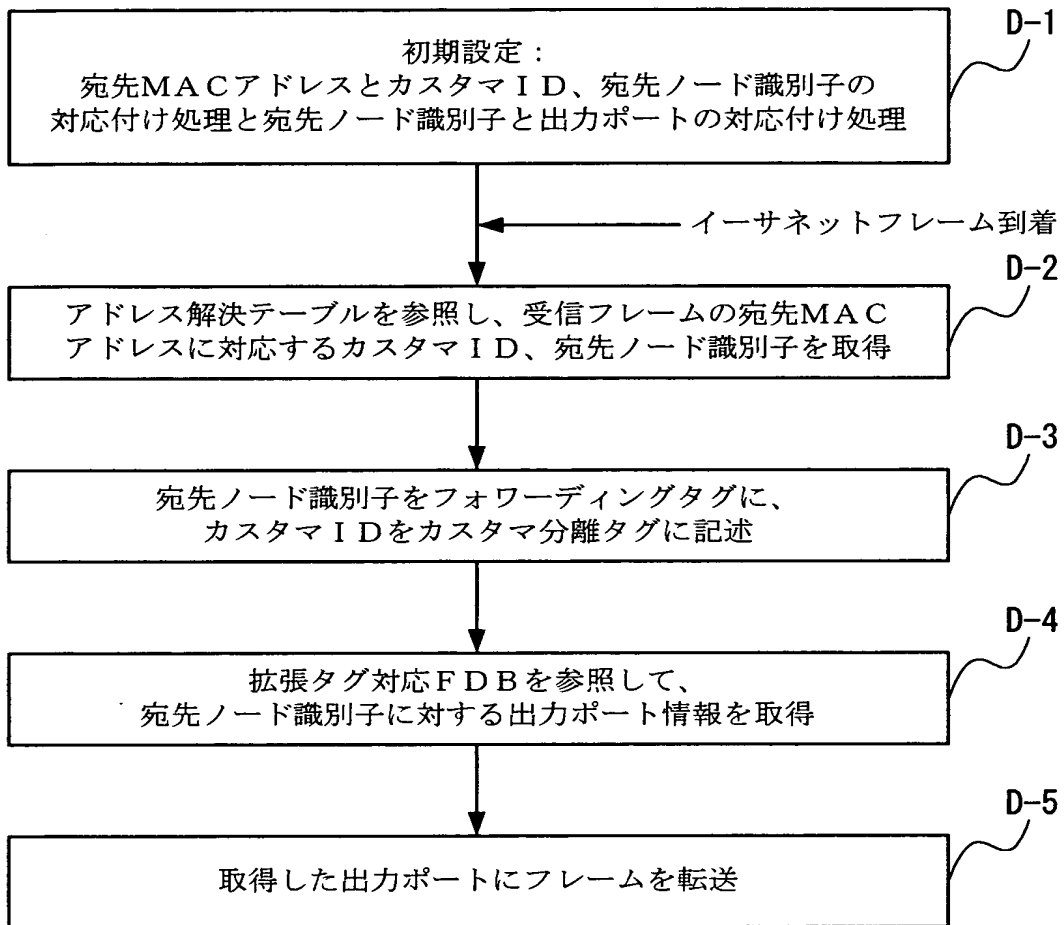 D-1
初期設定：
宛先ＭＡＣアドレスとカスタマＩＤ、宛先ノード識別子の
対応付け処理と宛先ノード識別子と出力ポートの対応付け処理
イーサネットフレーム到着
D-2
アドレス解決テーブルを参照し、受信フレームの宛先ＭＡＣ
アドレスに対応するカスタマＩＤ、宛先ノード識別子を取得
D-3
宛先ノード識別子をフォワーディングタグに、
カスタマＩＤをカスタマ分離タグに記述
D-4
拡張タグ対応ＦＤＢを参照して、
宛先ノード識別子に対する出力ポート情報を取得
D-5
取得した出力ポートにフレームを転送